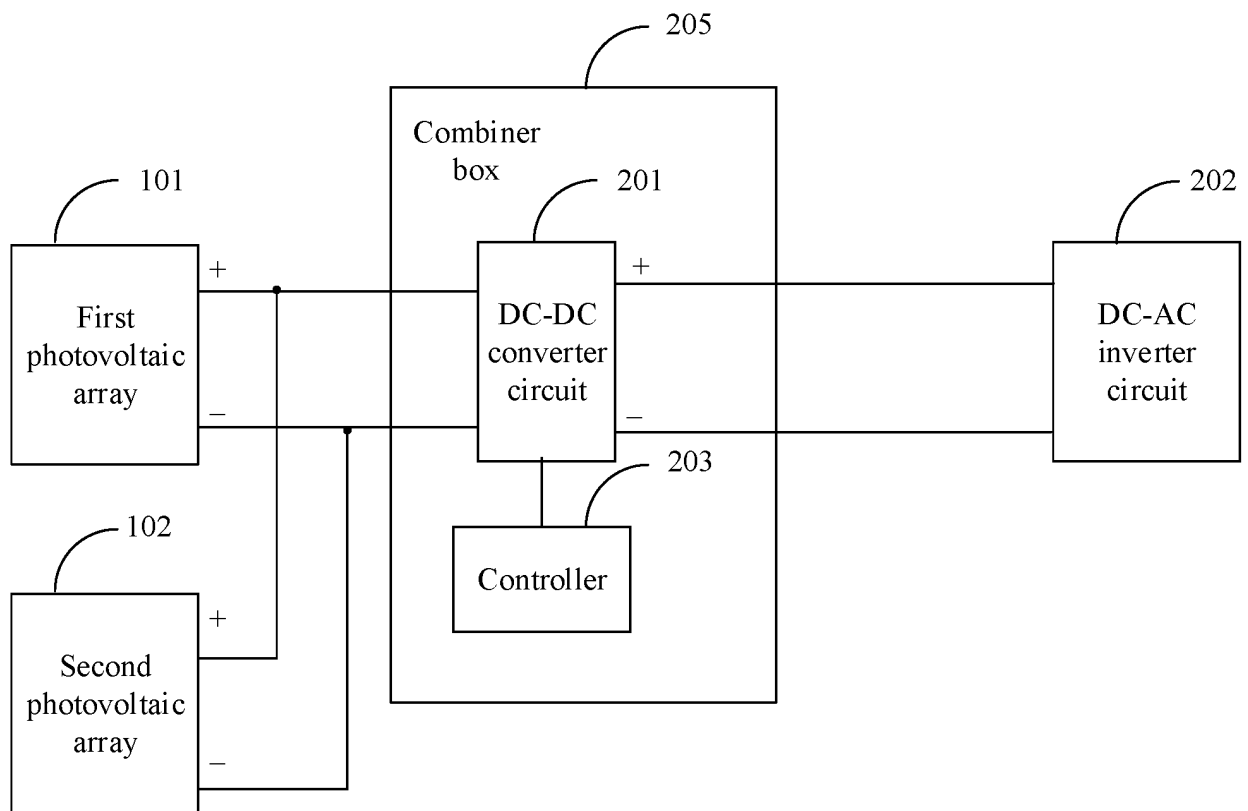 205
Combiner
box
101
201
202
+
+
First
photovoltaic
array
DC-DC
converter
circuit
DC-AC
inverter
circuit
−
−
203
102
Controller
+
Second
photovoltaic
array
−